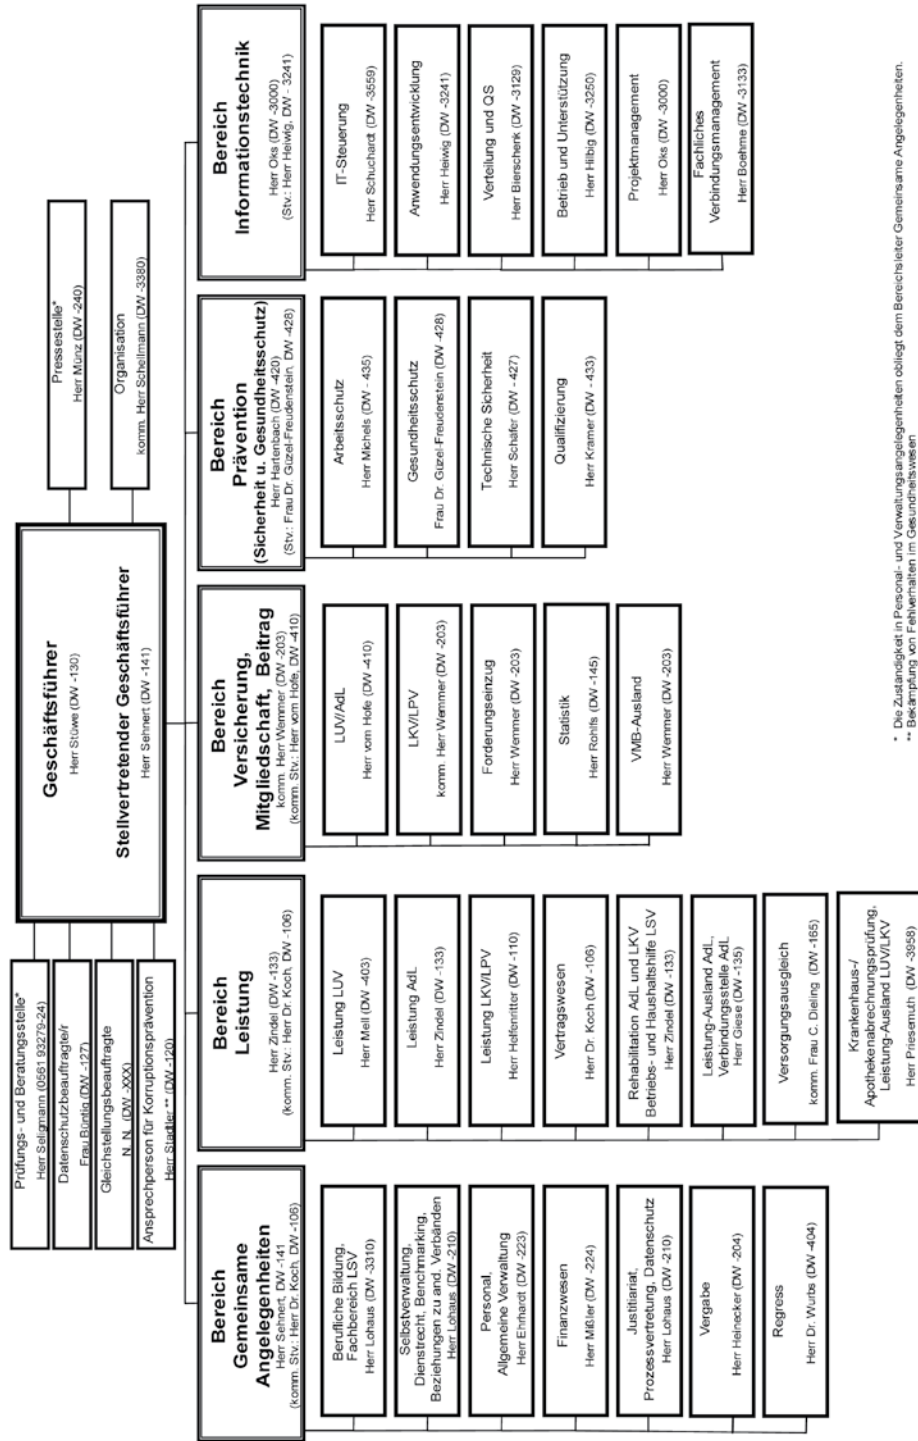 Geschäftsführer
Herr Stüwe (DW -130)
Stellvertretender Geschäftsführer
Herr Sehnert (DW -141)
Prüfungs- und Beratungsstelle*
Herr Seligmann (0561 93279-24)
Datenschutzbeauftragte/r
Frau Büntig (DW -127)
Gleichstellungsbeauftragte
N. N. (DW -XXX)
Ansprechperson für Korruptionsprävention
Herr Stadtler ** (DW -120)
Pressestelle*
Herr Münz (DW -240)
Organisation
komm. Herr Schellmann (DW -3380)
Bereich
Gemeinsame
Angelegenheiten
Herr Sehnert, DW -141
(komm. Stv.: Herr Dr. Koch, DW -106)
Berufliche Bildung,
Fachbereich LSV
Herr Lohaus (DW -3310)
Selbstverwaltung,
Dienstrecht, Benchmarking,
Beziehungen zu and. Verbänden
Herr Lohaus (DW -210)
Personal,
Allgemeine Verwaltung
Herr Ehrhardt (DW -223)
Finanzwesen
Herr Mißler (DW -224)
Justitiariat,
Prozessvertretung, Datenschutz
Herr Lohaus (DW -210)
Vergabe
Herr Heinecker (DW -204)
Regress
Herr Dr. Wurbs (DW -404)
Bereich
Leistung
Herr Zindel (DW -133)
(komm. Stv.: Herr Dr. Koch, DW -106)
Leistung LUV
Herr Mell (DW -403)
Leistung AdL
Herr Zindel (DW -133)
Leistung LKV/LPV
Herr Helfenritter (DW -110)
Vertragswesen
Herr Dr. Koch (DW -106)
Rehabilitation AdL und LKV
Betriebs- und Haushaltshilfe LSV
Herr Zindel (DW -133)
Leistung-Ausland AdL,
Verbindungsstelle AdL
Herr Giese (DW -135)
Versorgungsausgleich
komm. Frau C. Dieling (DW -165)
Krankenhaus-/
Apothekenabrechnungsprüfung,
Leistung-Ausland LUV/LKV
Herr Priesemuth (DW -3958)
Bereich
Versicherung,
Mitgliedschaft, Beitrag
komm. Herr Wemmer (DW -203)
(komm. Stv.: Herr vom Hofe, DW -410)
LUV/AdL
Herr vom Hofe (DW -410)
LKV/LPV
komm. Herr Wemmer (DW -203)
Forderungseinzug
Herr Wemmer (DW -203)
Statistik
Herr Rohlfs (DW -145)
VMB-Ausland
Herr Wemmer (DW -203)
Bereich
Prävention
(Sicherheit u. Gesundheitsschutz)
Herr Hartenbach (DW -420)
(Stv.: Frau Dr. Güzel-Freudenstein, DW -428)
Arbeitsschutz
Herr Michels (DW - 435)
Gesundheitsschutz
Frau Dr. Güzel-Freudenstein (DW -428)
Technische Sicherheit
Herr Schäfer (DW - 427)
Qualifizierung
Herr Kramer (DW - 433)
Bereich
Informationstechnik
Herr Oks (DW -3000)
(Stv.: Herr Heiwig, DW - 3241)
IT-Steuerung
Herr Schuchardt (DW -3559)
Anwendungsentwicklung
Herr Heiwig (DW -3241)
Verteilung und QS
Herr Bierschenk (DW -3129)
Betrieb und Unterstützung
Herr Hilbig (DW -3250)
Projektmanagement
Herr Oks (DW -3000)
Fachliches
Verbindungsmanagement
Herr Boehme (DW -3133)
* Die Zuständigkeit in Personal- und Verwaltungsangelegenheiten obliegt dem Bereichsleiter Gemeinsame Angelegenheiten.
** Bekämpfung von Fehlverhalten im Gesundheitswesen